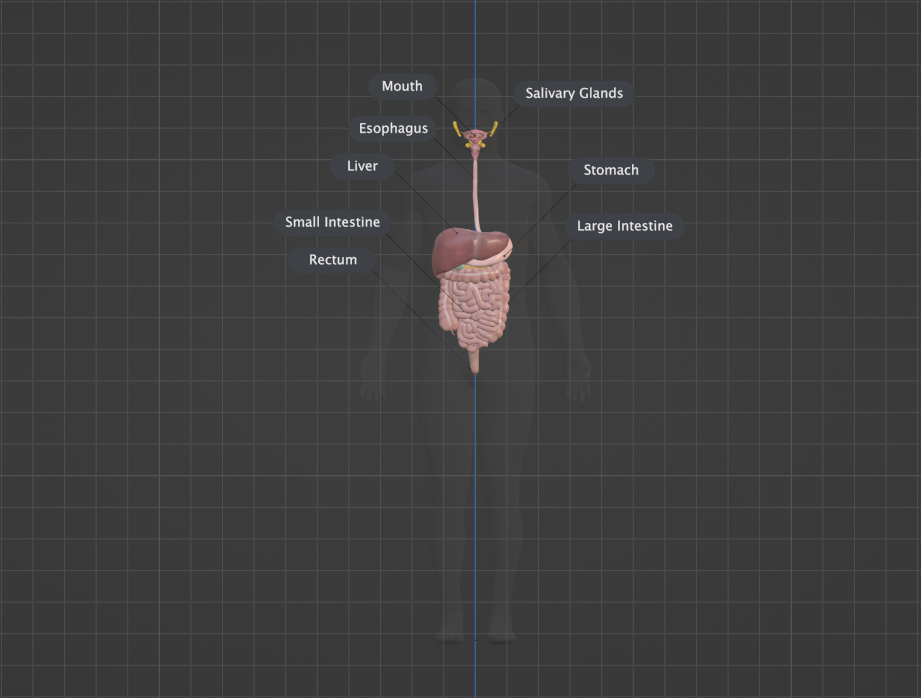 Mouth
Salivary Glands
Esophagus
Liver
Stomach
Small Intestine
Large Intestine
Rectum